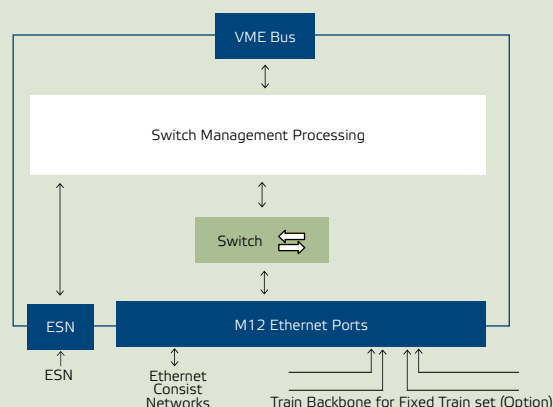 VME Bus
Switch Management Processing
Switch
ESN
M12 Ethernet Ports
ESN
Ethernet
Consist
Networks
Train Backbone for Fixed Train set (Option)